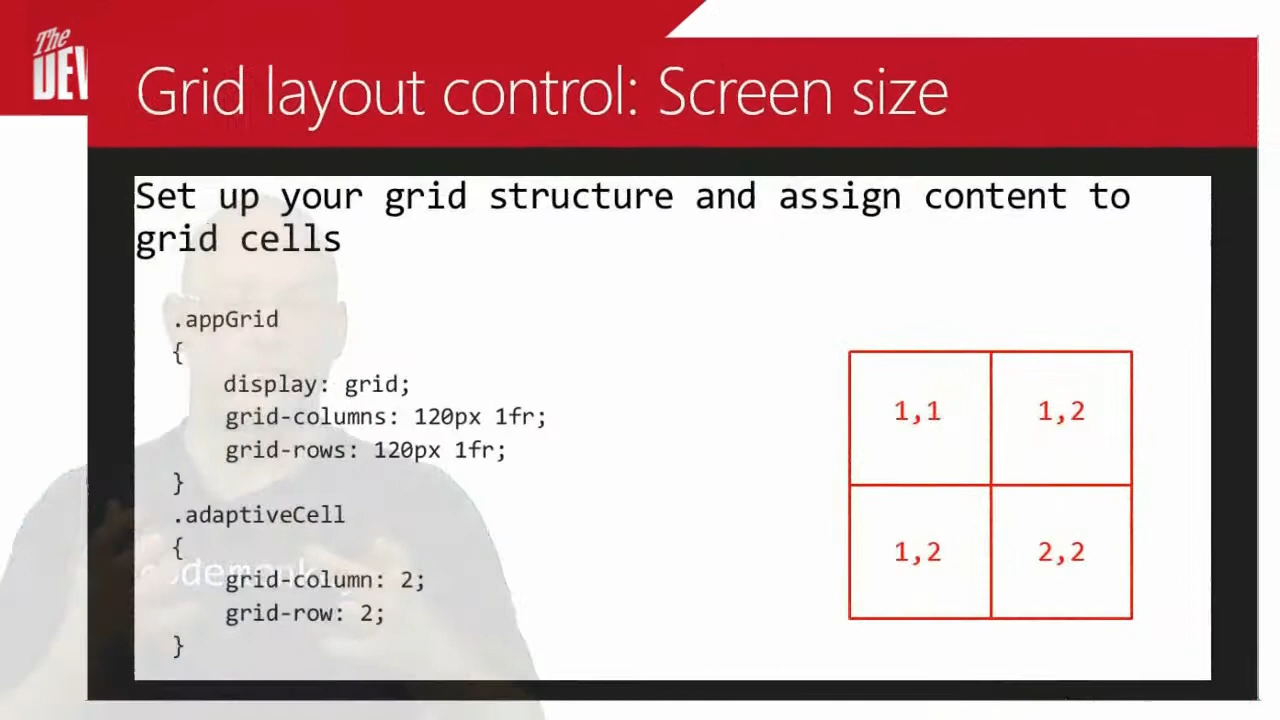 The
DEV
Grid layout control: Screen size
Set up your grid structure and assign content to
grid cells
.appGrid
{
display: grid;
grid-columns: 120px 1fr;
grid-rows: 120px 1fr;
}
.adaptiveCell
{
grid-column: 2;
grid-row: 2;
}
1,1 1,2
1,2 2,2